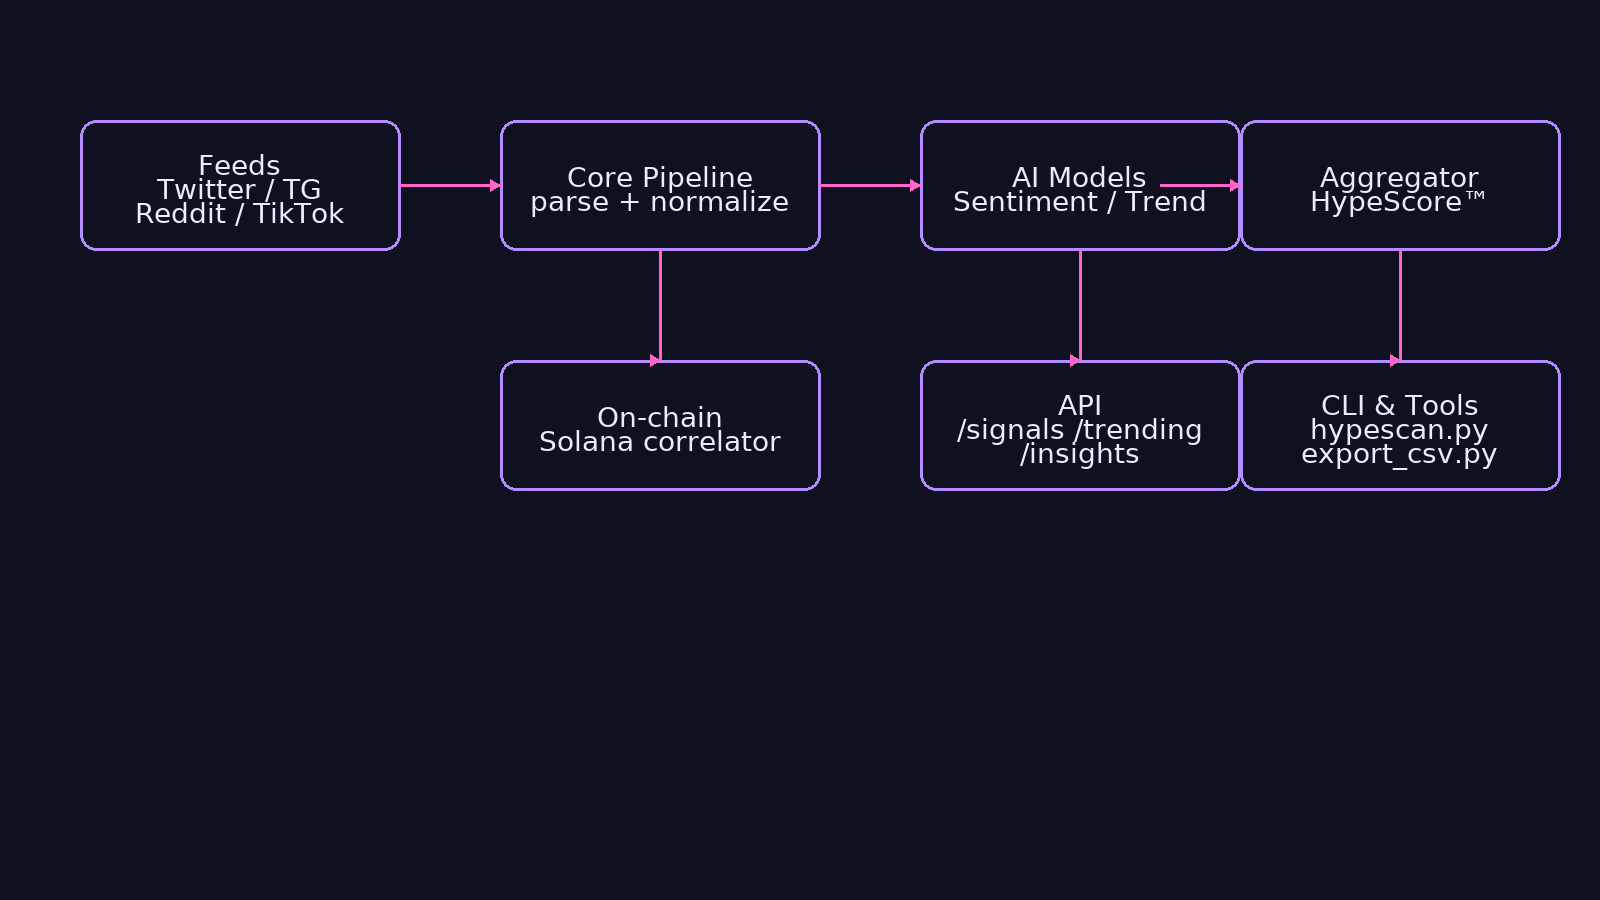 Feeds
Twitter / TG
Reddit / TikTok
Core Pipeline
parse + normalize
AI Models
Sentiment / Trend
Aggregator
HypeScore™
On-chain
Solana correlator
API
/signals /trending
/insights
CLI & Tools
hypescan.py
export_csv.py